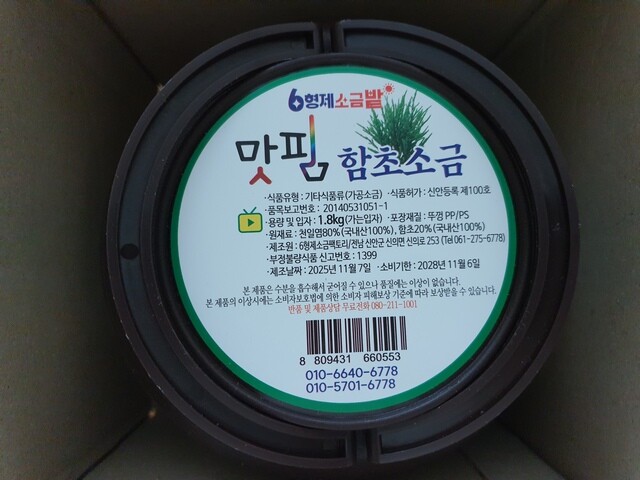 6형제소금밭
맛핌 함초소금
·식품유형 : 기타식품류(가공소금) ·식품허가 : 신안등록 제100호
·품목보고번호 : 20140531051-1
·용량 및 입자 : 1.8kg(가는입자) ·포장재질 : 뚜껑 PP/PS
·원재료 : 천일염80%(국내산100%), 함초20%(국내산100%)
·제조원 : 6형제소금팩토리/전남 신안군 신의면 신의로 253 (Tel 061-275-6778)
·부정불량식품 신고번호 : 1399
·제조날짜 : 2025년 11월 7일 ·소비기한 : 2028년 11월 6일
본 제품은 수분을 흡수해서 굳어질 수 있으나 품질에는 이상이 없습니다.
본 제품의 이상시에는 소비자보호법에 의한 소비자 피해보상 기준에 따라 보상받을 수 있습니다.
반품 및 제품상담 무료전화 080-211-1001
8 809431 660553
010-6640-6778
010-5701-6778